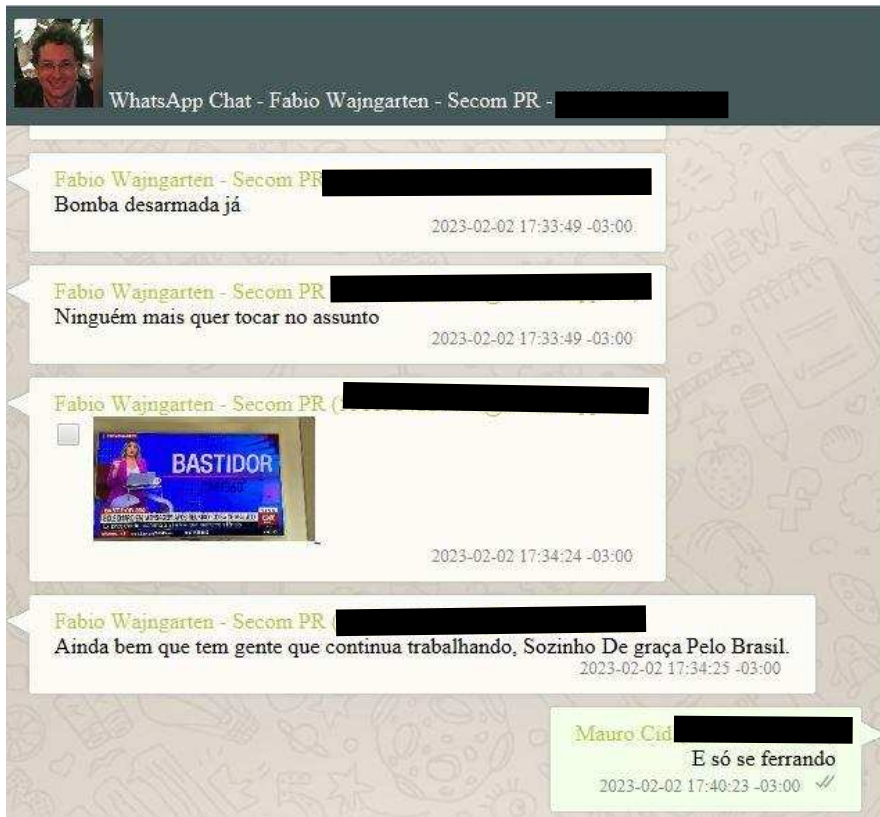 WhatsApp Chat - Fabio Wajngarten - Secom PR -
Fabio Wajngarten - Secom PR
Bomba desarmada já
2023-02-02 17:33:49 -03:00
Fabio Wajngarten - Secom PR
Ninguém mais quer tocar no assunto
2023-02-02 17:33:49 -03:00
Fabio Wajngarten - Secom PR (
BASTIDOR
CNN
2023-02-02 17:34:24 -03:00
Fabio Wajngarten - Secom PR (
Ainda bem que tem gente que continua trabalhando, Sozinho De graça Pelo Brasil.
2023-02-02 17:34:25 -03:00
Mauro Cid
E só se ferrando
2023-02-02 17:40:23 -03:00
NEW